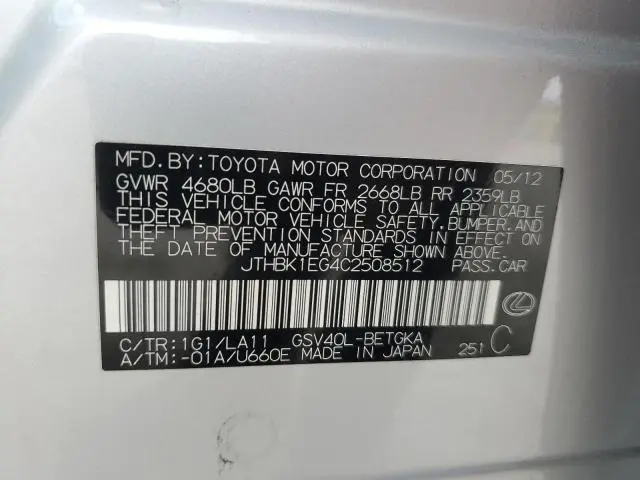 MFD.BY:TOYOTA MOTOR CORPORATION 05/12
GVWR 4680LB GAWR FR 2668LB RR 2359LB
THIS VEHICLE CONFORMS TO ALL APPLICABLE
FEDERAL MOTOR VEHICLE SAFETY,BUMPER,AND
THEFT PREVENTION STANDARDS IN EFFECT ON
THE DATE OF MANUFACTURE SHOWN ABOVE.
JTHBK1EG4C2508512 PASS.CAR
C/TR:1G1/LA11 GSV40L-BETGKA
A/TM:-01A/U660E MADE IN JAPAN 251 C